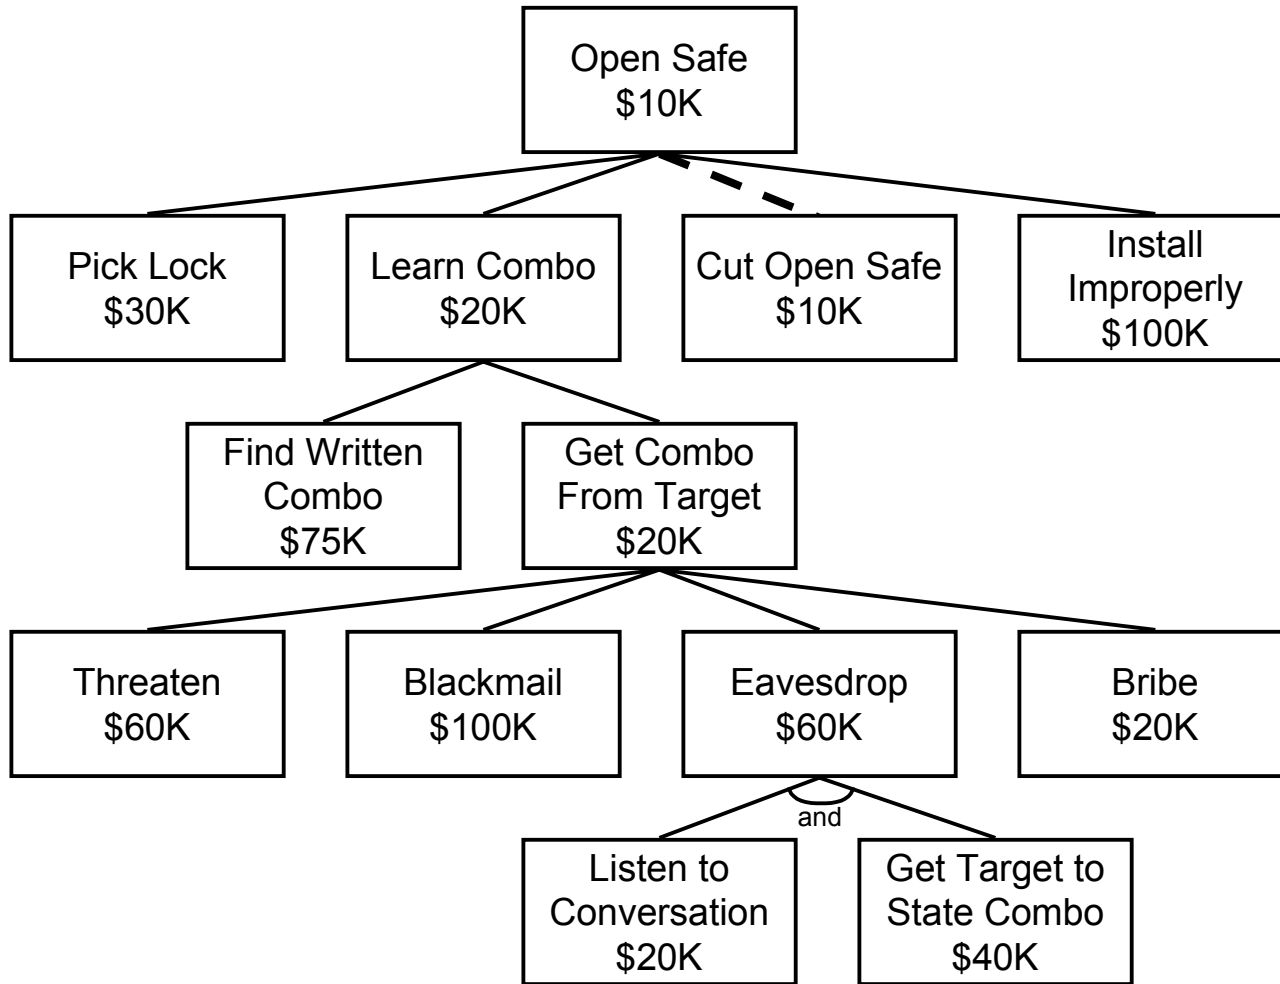 Open Safe
$10K
Pick Lock
$30K
Learn Combo
$20K
Cut Open Safe
$10K
Install
Improperly
$100K
Find Written
Combo
$75K
Get Combo
From Target
$20K
Threaten
$60K
Blackmail
$100K
Eavesdrop
$60K
Bribe
$20K
and
Listen to
Conversation
$20K
Get Target to
State Combo
$40K